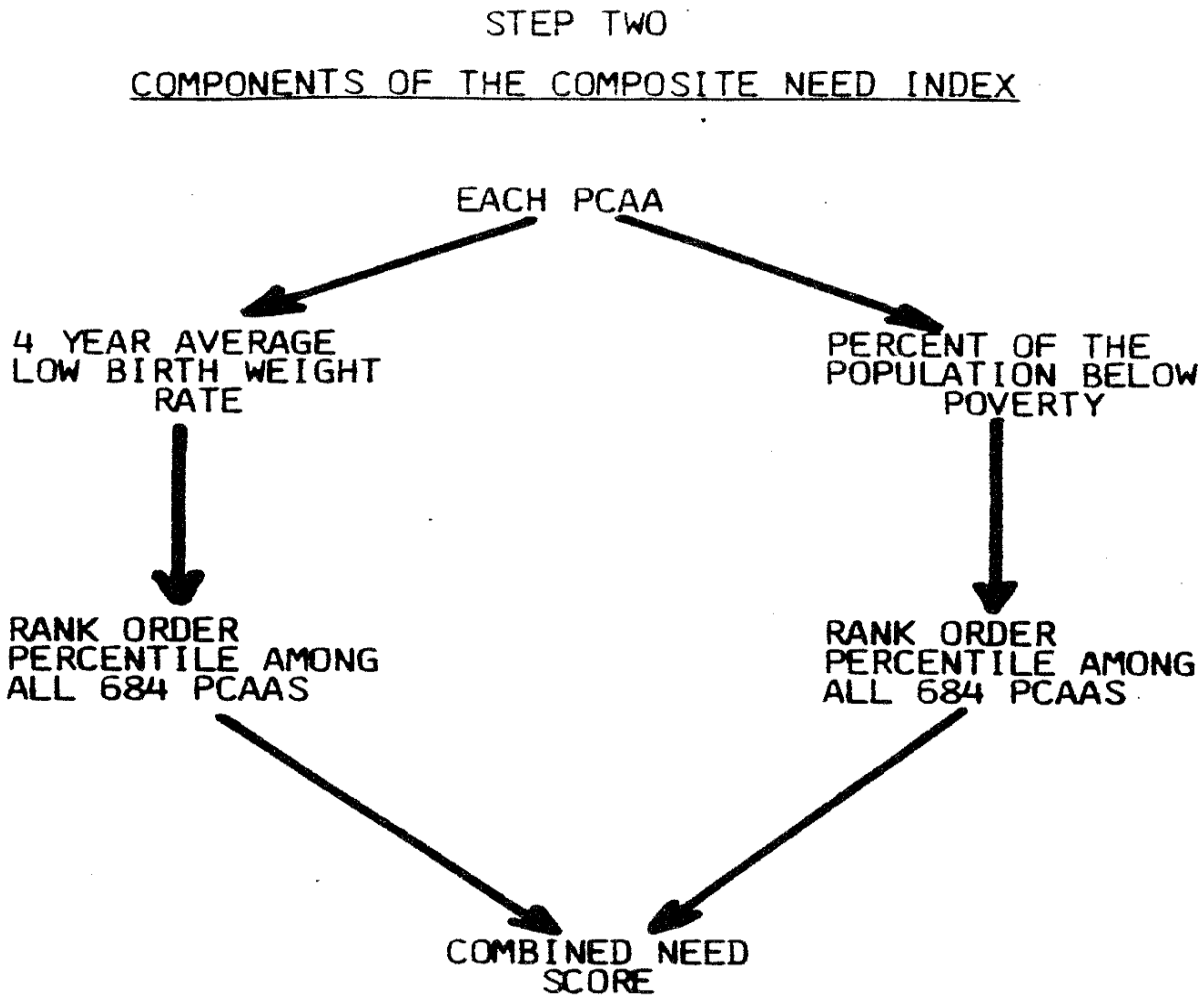 STEP TWO
COMPONENTS OF THE COMPOSITE NEED INDEX
EACH PCAA
4 YEAR AVERAGE
LOW BIRTH WEIGHT
RATE
PERCENT OF THE
POPULATION BELOW
POVERTY
RANK ORDER
PERCENTILE AMONG
ALL 684 PCAAS
RANK ORDER
PERCENTILE AMONG
ALL 684 PCAAS
COMBINED NEED
SCORE